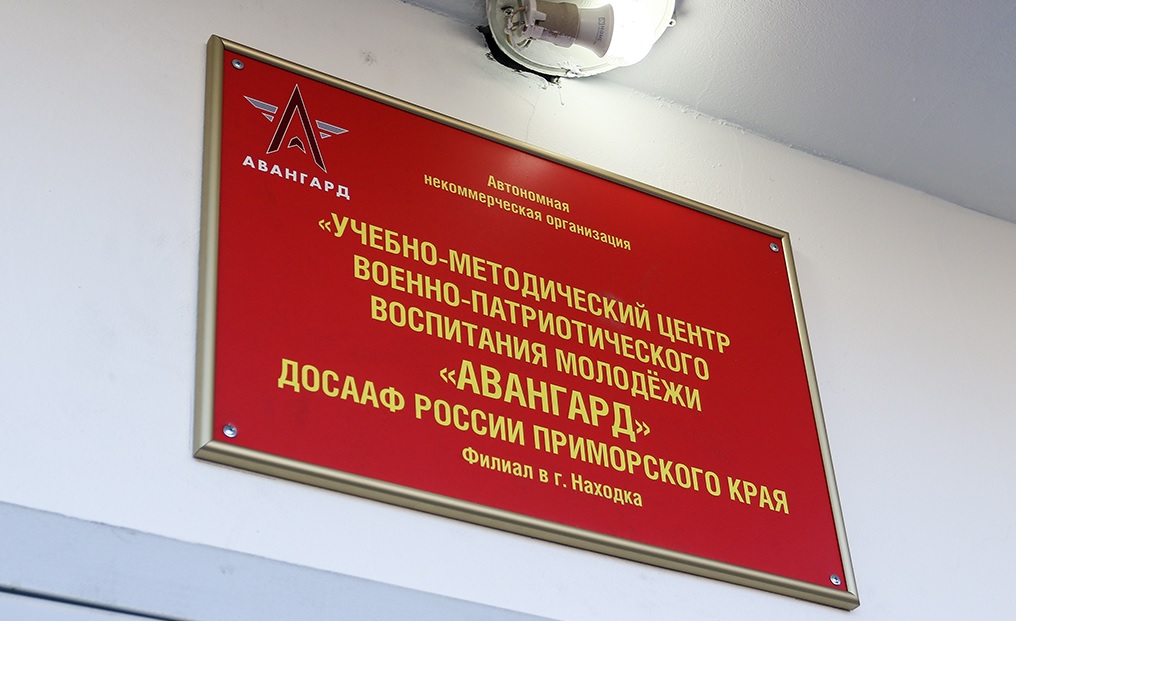 АВАНГАРД
Автономная
некоммерческая организация
«УЧЕБНО-МЕТОДИЧЕСКИЙ ЦЕНТР
ВОЕННО-ПАТРИОТИЧЕСКОГО
ВОСПИТАНИЯ МОЛОДЁЖИ
«АВАНГАРД»
ДОСААФ РОССИИ ПРИМОРСКОГО КРАЯ
Филиал в г. Находка